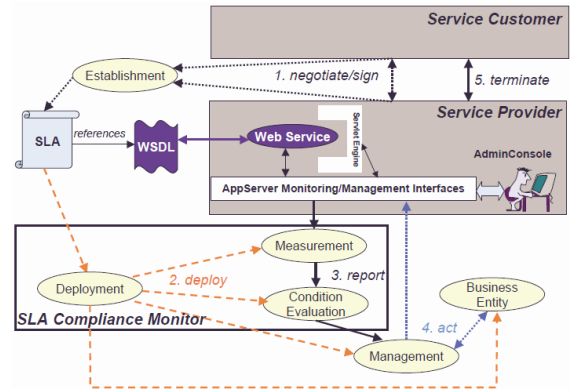 Service Customer
Establishment
1. negotiate/sign
5. terminate
Service Provider
SLA
references
WSDL
Web Service
Servlet Engine
AdminConsole
AppServer Monitoring/Management Interfaces
Measurement
2. deploy
3. report
Deployment
Condition
Evaluation
Business
Entity
SLA Compliance Monitor
4. act
Management